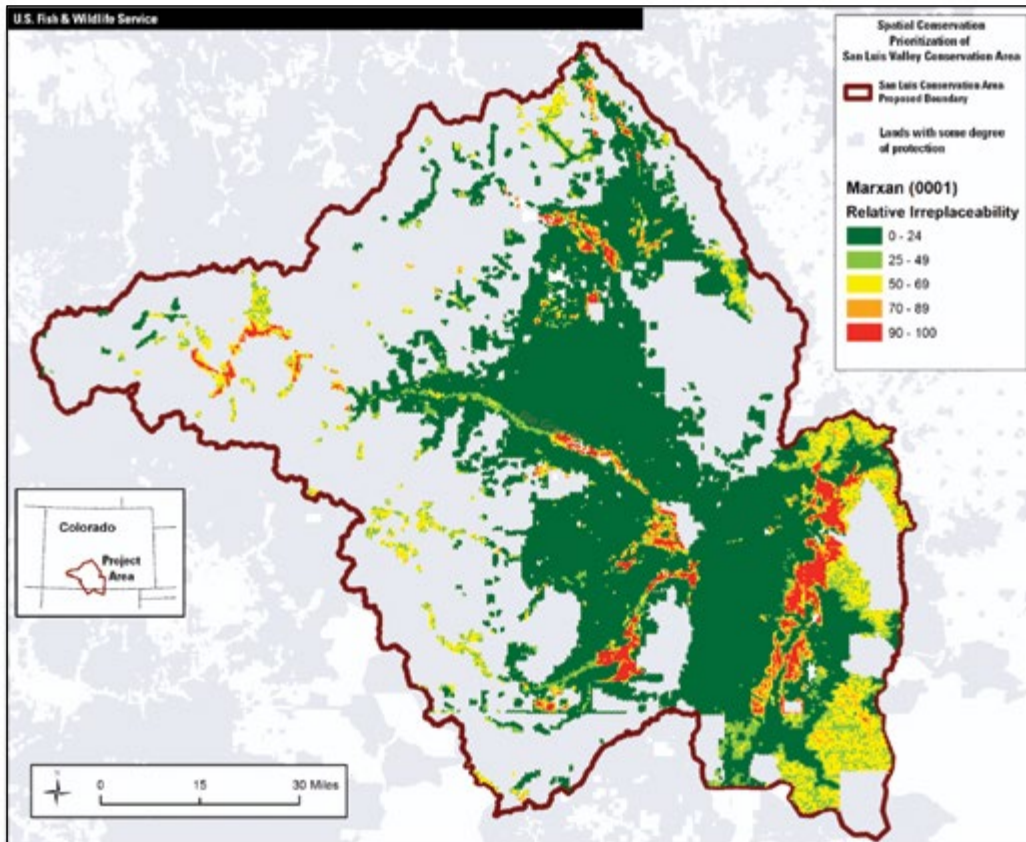 U.S. Fish & Wildlife Service
Spatial Conservation
Prioritization of
San Luis Valley Conservation Area
San Luis Conservation Area
Proposed Boundary
Lands with some degree
of protection
Marxan (0001)
Relative Irreplaceability
0 - 24
25 - 49
50 - 69
70 - 89
90 - 100
Colorado
Project
Area
N
0 15 30 Miles